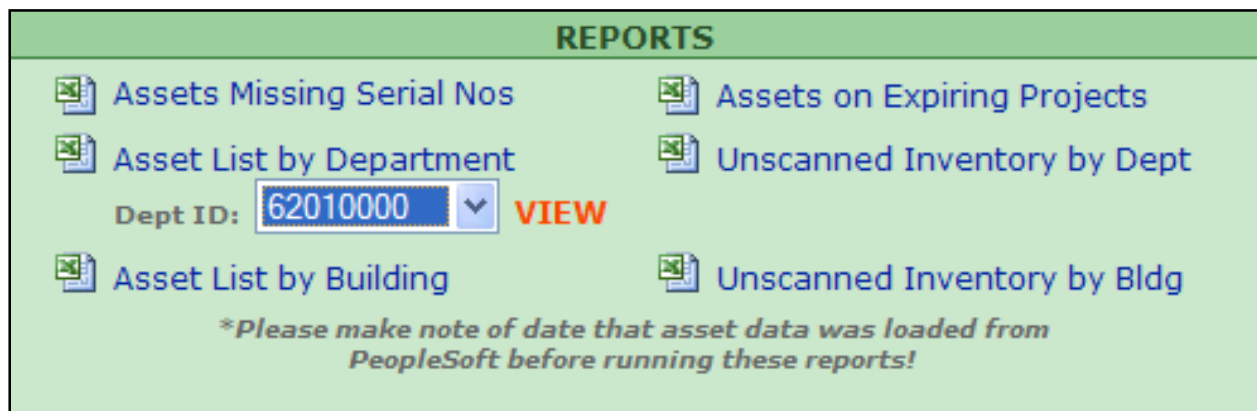 REPORTS
Assets Missing Serial Nos
Assets on Expiring Projects
Asset List by Department
Unscanned Inventory by Dept
Dept ID: 62010000 VIEW
Asset List by Building
Unscanned Inventory by Bldg
*Please make note of date that asset data was loaded from
PeopleSoft before running these reports!